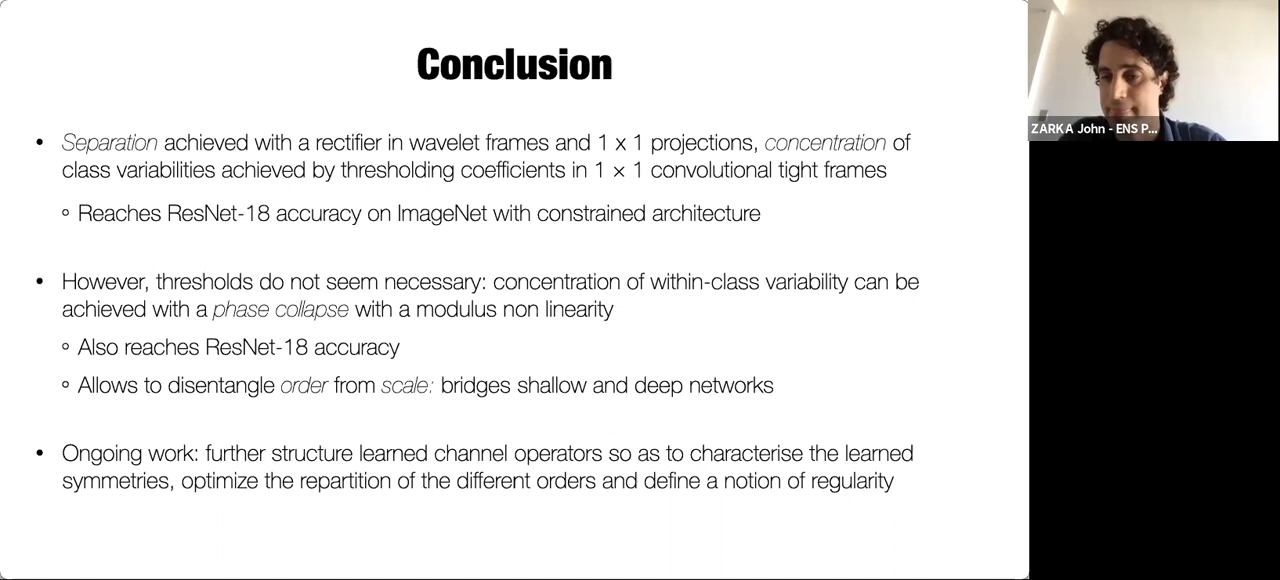 Conclusion
ZARKA John - ENS P...
• Separation achieved with a rectifier in wavelet frames and 1 x 1 projections, concentration of
class variabilities achieved by thresholding coefficients in 1 × 1 convolutional tight frames
◦ Reaches ResNet-18 accuracy on ImageNet with constrained architecture
• However, thresholds do not seem necessary: concentration of within-class variability can be
achieved with a phase collapse with a modulus non linearity
◦ Also reaches ResNet-18 accuracy
◦ Allows to disentangle order from scale: bridges shallow and deep networks
• Ongoing work: further structure learned channel operators so as to characterise the learned
symmetries, optimize the repartition of the different orders and define a notion of regularity